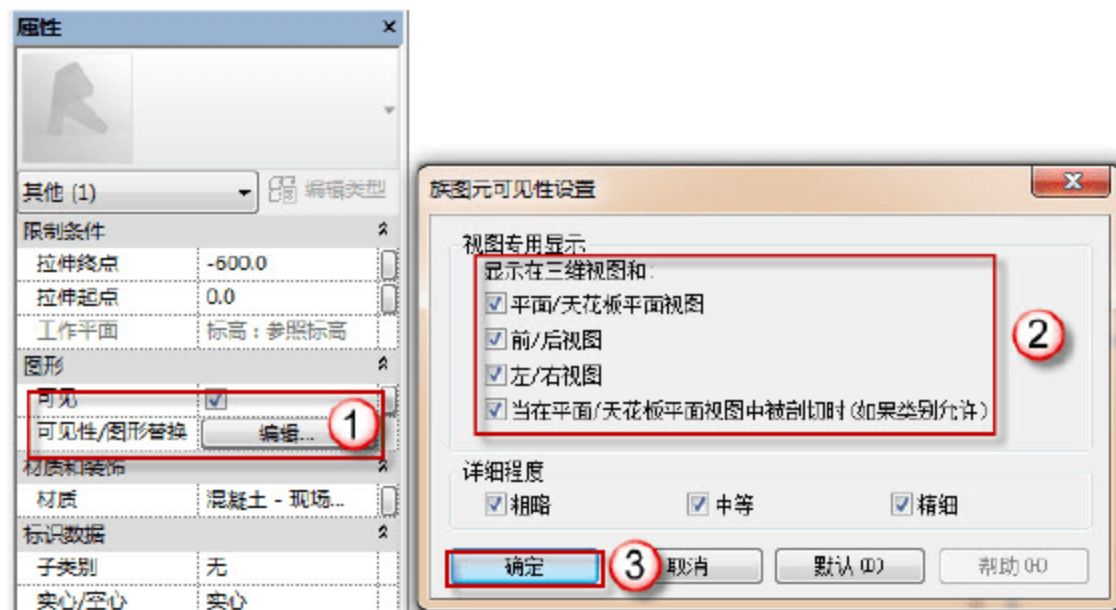 属性
其他 (1)
编辑类型
限制条件
拉伸终点 -600.0
拉伸起点 0.0
工作平面 标高：参照标高
图形
可见
可见性/图形替换 编辑...
1
材质和装饰
材质 混凝土 - 现场...
标识数据
子类别 无
实心/空心 实心
族图元可见性设置
视图专用显示
显示在三维视图和:
平面/天花板平面视图
前/后视图
左/右视图
当在平面/天花板平面视图中被剖切时(如果类别允许)
2
详细程度
粗略 中等 精细
确定 3 取消 默认(D) 帮助(H)